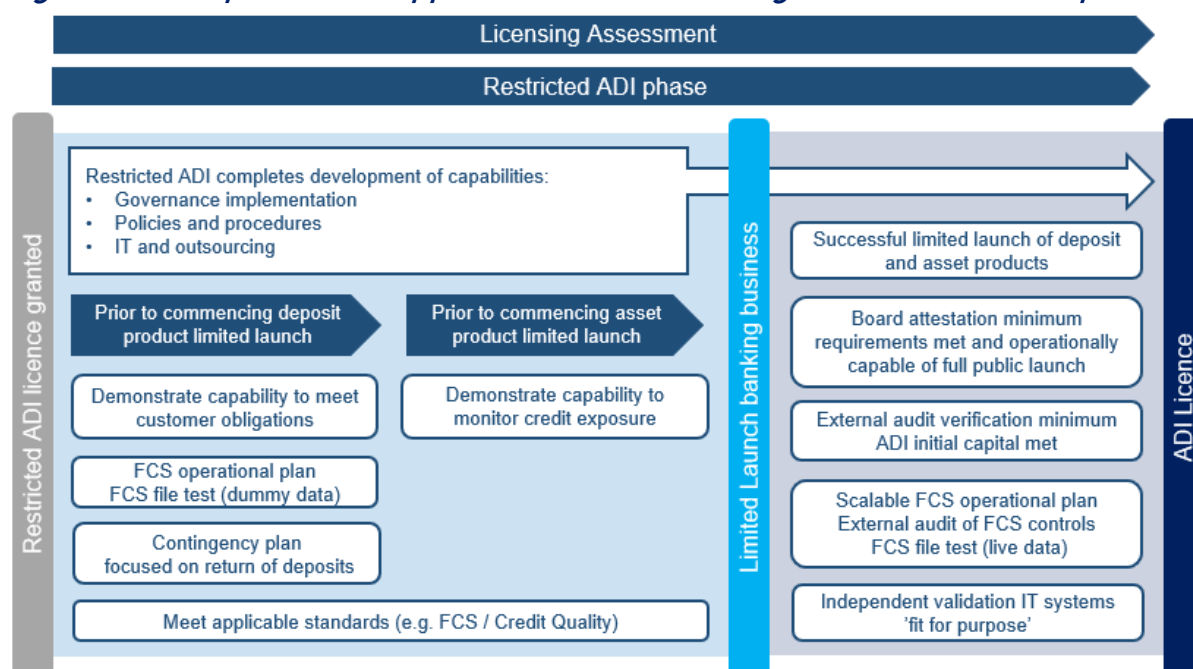 Licensing Assessment
Restricted ADI phase
Restricted ADI licence granted
Restricted ADI completes development of capabilities:
• Governance implementation
• Policies and procedures
• IT and outsourcing
Prior to commencing deposit
product limited launch
Prior to commencing asset
product limited launch
Demonstrate capability to meet
customer obligations
Demonstrate capability to
monitor credit exposure
FCS operational plan
FCS file test (dummy data)
Contingency plan
focused on return of deposits
Meet applicable standards (e.g. FCS / Credit Quality)
Limited Launch banking business
Successful limited launch of deposit
and asset products
Board attestation minimum
requirements met and operationally
capable of full public launch
External audit verification minimum
ADI initial capital met
Scalable FCS operational plan
External audit of FCS controls
FCS file test (live data)
Independent validation IT systems
'fit for purpose'
ADI Licence